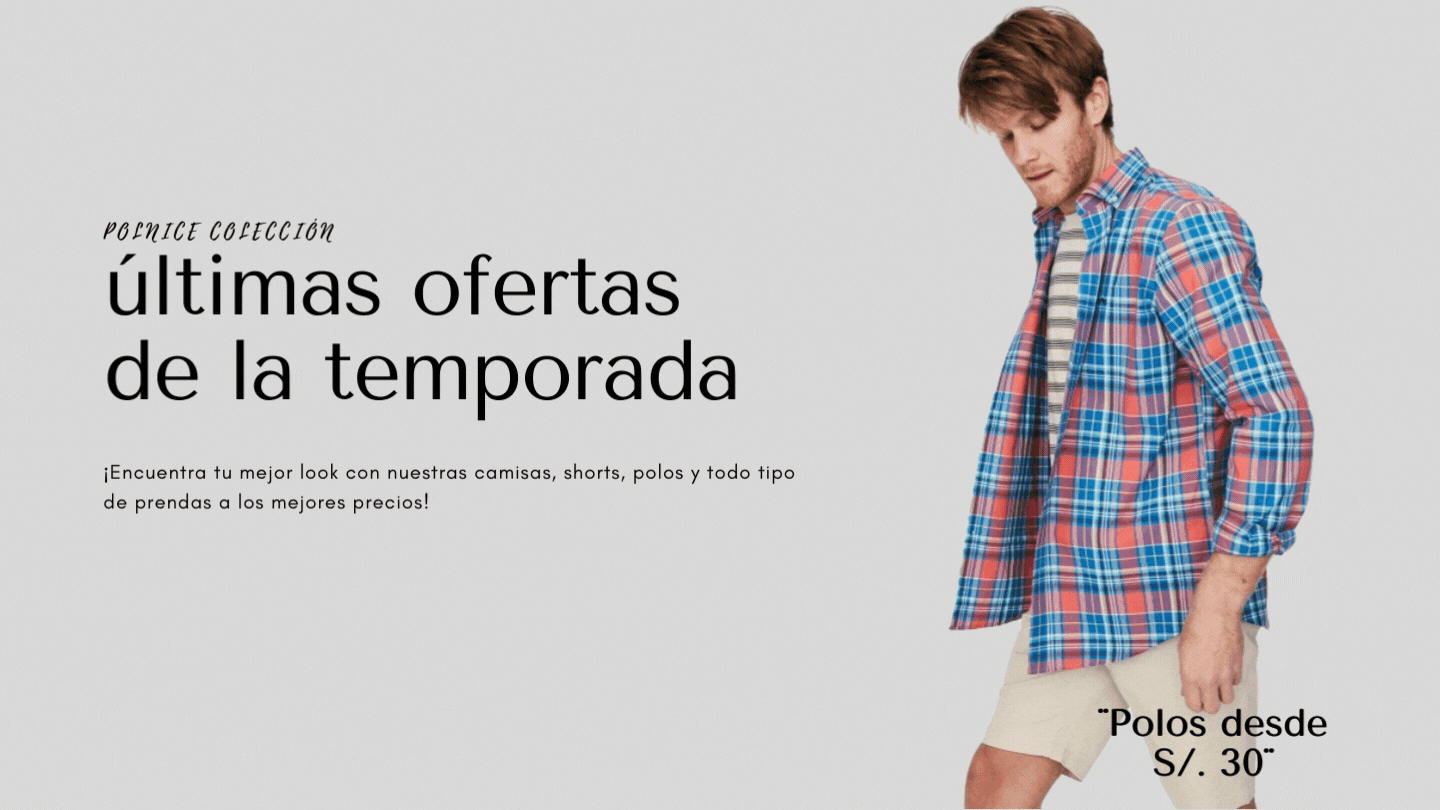 POLNICE COLECCIÓN
últimas ofertas
de la temporada
¡Encuentra tu mejor look con nuestras camisas, shorts, polos y todo tipo
de prendas a los mejores precios!
¨Polos desde
S/. 30¨